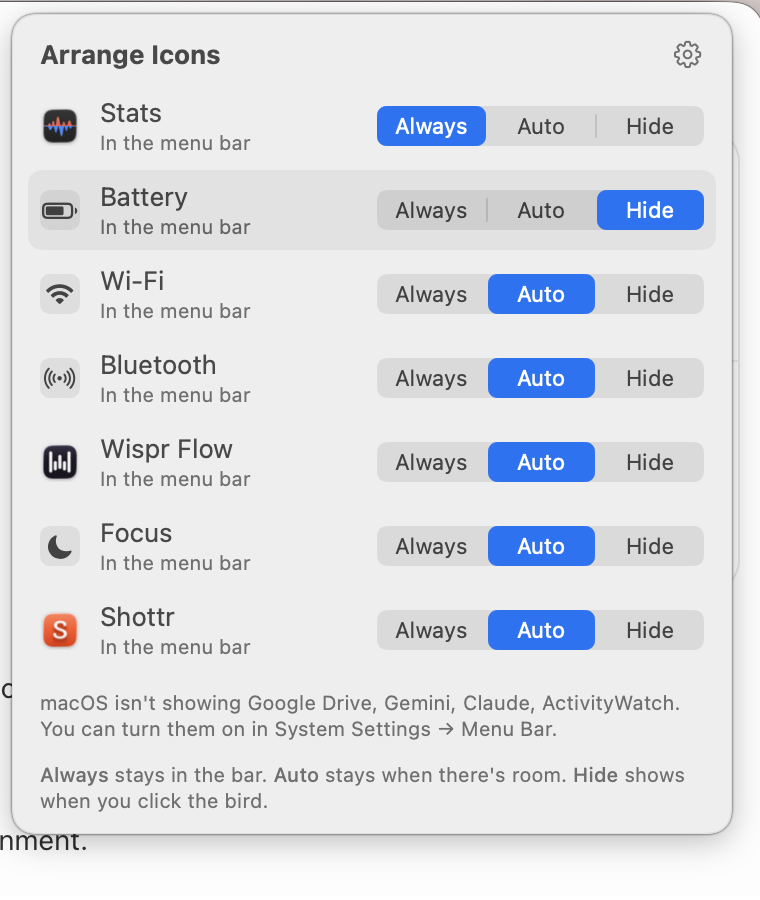 Arrange Icons
Stats
In the menu bar
Always Auto Hide
Battery
In the menu bar
Always Auto Hide
Wi-Fi
In the menu bar
Always Auto Hide
Bluetooth
In the menu bar
Always Auto Hide
Wispr Flow
In the menu bar
Always Auto Hide
Focus
In the menu bar
Always Auto Hide
S
Shottr
In the menu bar
Always Auto Hide
macOS isn't showing Google Drive, Gemini, Claude, ActivityWatch.
You can turn them on in System Settings → Menu Bar.
Always stays in the bar. Auto stays when there's room. Hide shows
when you click the bird.
nment.